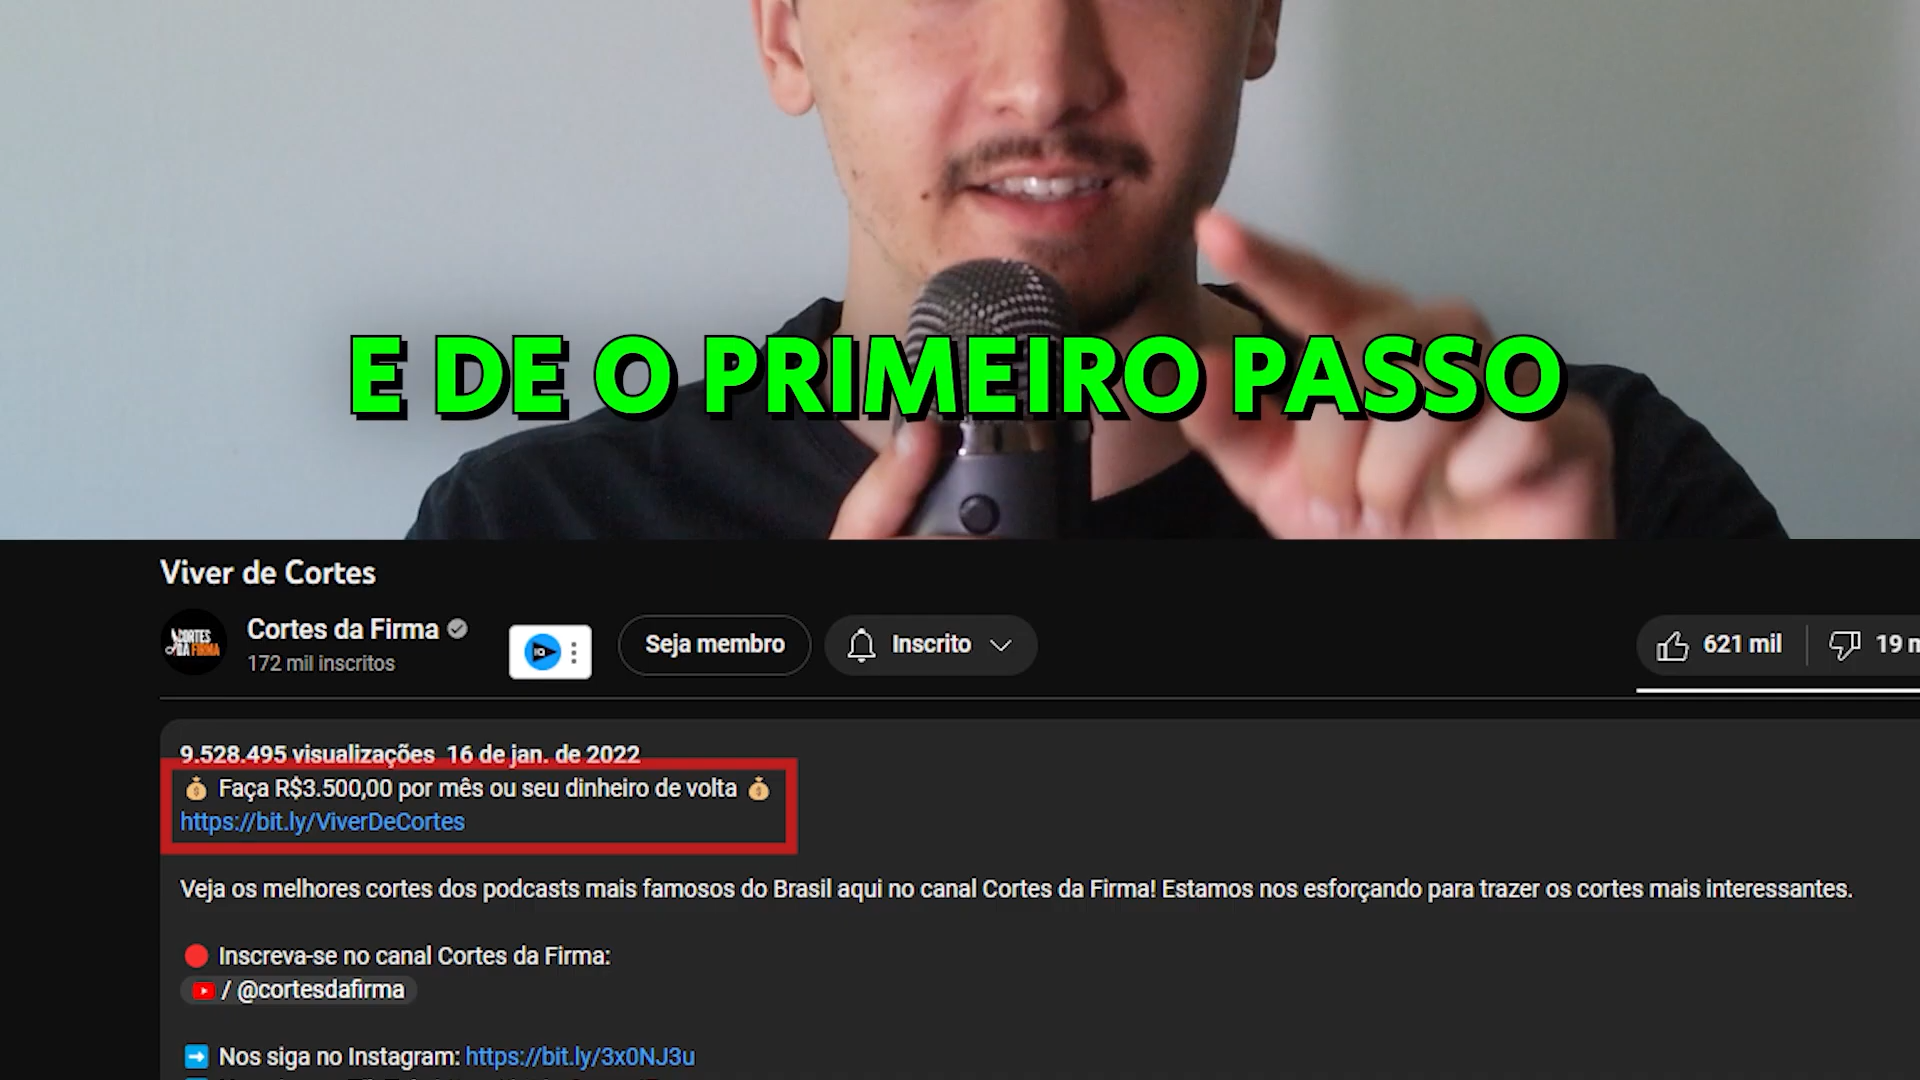 E DE O PRIMEIRO PASSO
Viver de Cortes
CORTES
DA FIRMA
Cortes da Firma
172 mil inscritos
Seja membro
Inscrito
621 mil
19 m
9.528.495 visualizações 16 de jan. de 2022
💰 Faça R$3.500,00 por mês ou seu dinheiro de volta 💰
https://bit.ly/ViverDeCortes
Veja os melhores cortes dos podcasts mais famosos do Brasil aqui no canal Cortes da Firma! Estamos nos esforçando para trazer os cortes mais interessantes.
🔴 Inscreva-se no canal Cortes da Firma:
/ @cortesdafirma
➡️ Nos siga no Instagram: https://bit.ly/3x0NJ3u